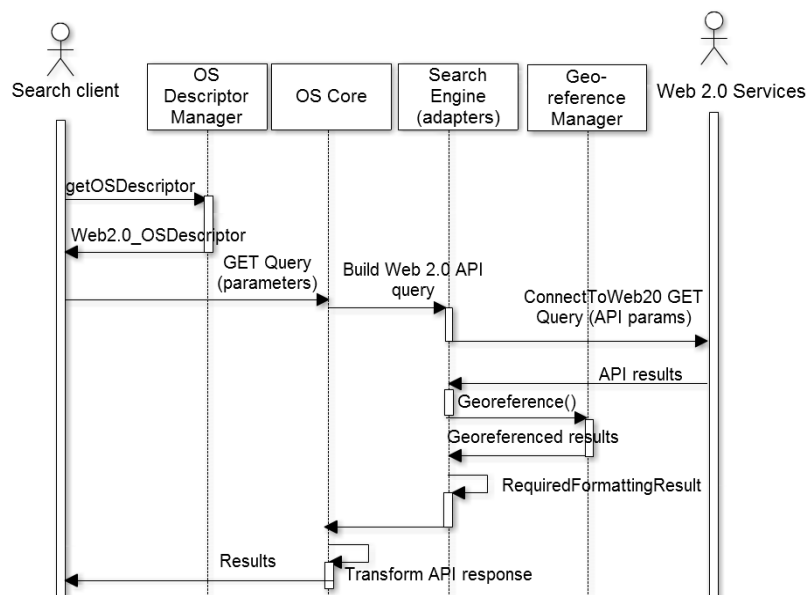 Search client
OS
Descriptor
Manager
OS Core
Search
Engine
(adapters)
Geo-
reference
Manager
Web 2.0 Services
getOSDescriptor
Web2.0_OSDescriptor
GET Query
(parameters)
Build Web 2.0 API
query
ConnectToWeb20 GET
Query (API params)
API results
Georeference()
Georeferenced results
RequiredFormattingResult
Results
Transform API response